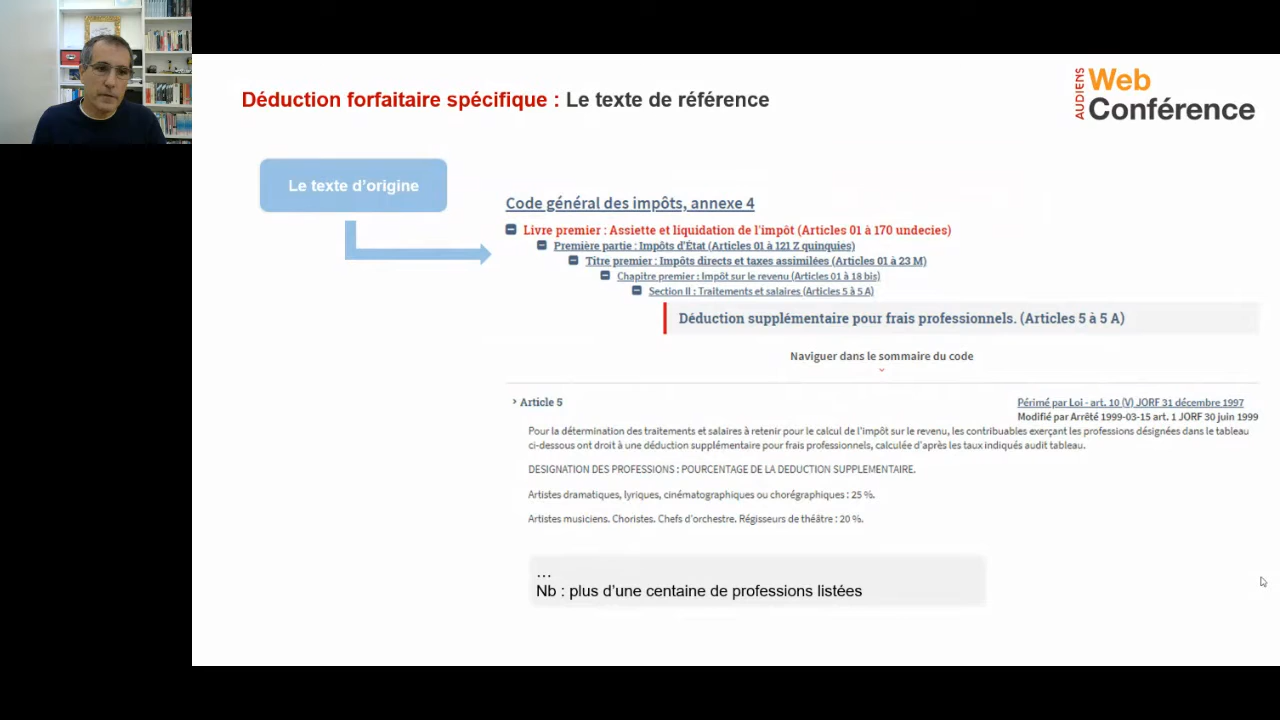 Déduction forfaitaire spécifique : Le texte de référence
AUDIENS
Web
Conférence
Le texte d'origine
Code général des impôts, annexe 4
Livre premier : Assiette et liquidation de l'impôt (Articles 01 à 170 undecies)
Première partie : Impôts d'État (Articles 01 à 121 Z quinquies)
Titre premier : Impôts directs et taxes assimilées (Articles 01 à 23 M)
Chapitre premier : Impôt sur le revenu (Articles 01 à 18 bis)
Section II : Traitements et salaires (Articles 5 à 5 A)
Déduction supplémentaire pour frais professionnels. (Articles 5 à 5 A)
Naviguer dans le sommaire du code
Article 5
Périmé par Loi - art. 10 (V) JORF 31 décembre 1997
Modifié par Arrêté 1999-03-15 art. 1 JORF 30 juin 1999
Pour la détermination des traitements et salaires à retenir pour le calcul de l'impôt sur le revenu, les contribuables exerçant les professions désignées dans le tableau
ci-dessous ont droit à une déduction supplémentaire pour frais professionnels, calculée d'après les taux indiqués audit tableau.
DESIGNATION DES PROFESSIONS : POURCENTAGE DE LA DEDUCTION SUPPLEMENTAIRE.
Artistes dramatiques, lyriques, cinématographiques ou chorégraphiques : 25 %.
Artistes musiciens. Choristes. Chefs d'orchestre. Régisseurs de théâtre : 20 %.
…
Nb : plus d'une centaine de professions listées